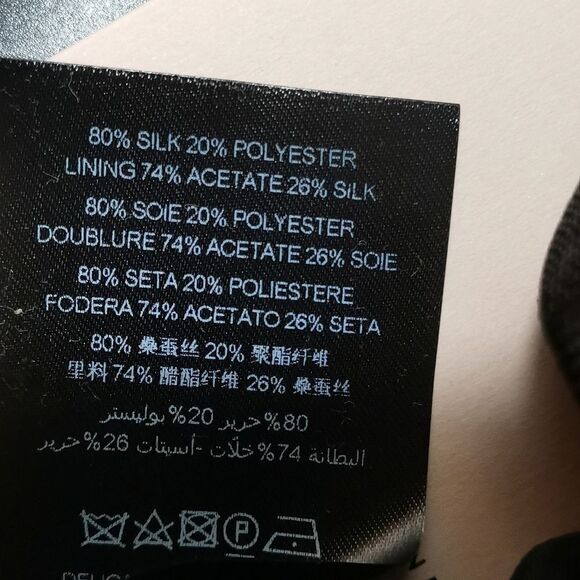 80% SILK 20% POLYESTER
LINING 74% ACETATE 26% SILK
80% SOIE 20% POLYESTER
DOUBLURE 74% ACETATE 26% SOIE
80% SETA 20% POLIESTERE
FODERA 74% ACETATO 26% SETA
80% 桑蚕丝 20% 聚酯纤维
里料 74% 醋酯纤维 26% 桑蚕丝
80% حرير 20% بوليستر
البطانة 74% خلّات -أسيتات 26% حرير
P